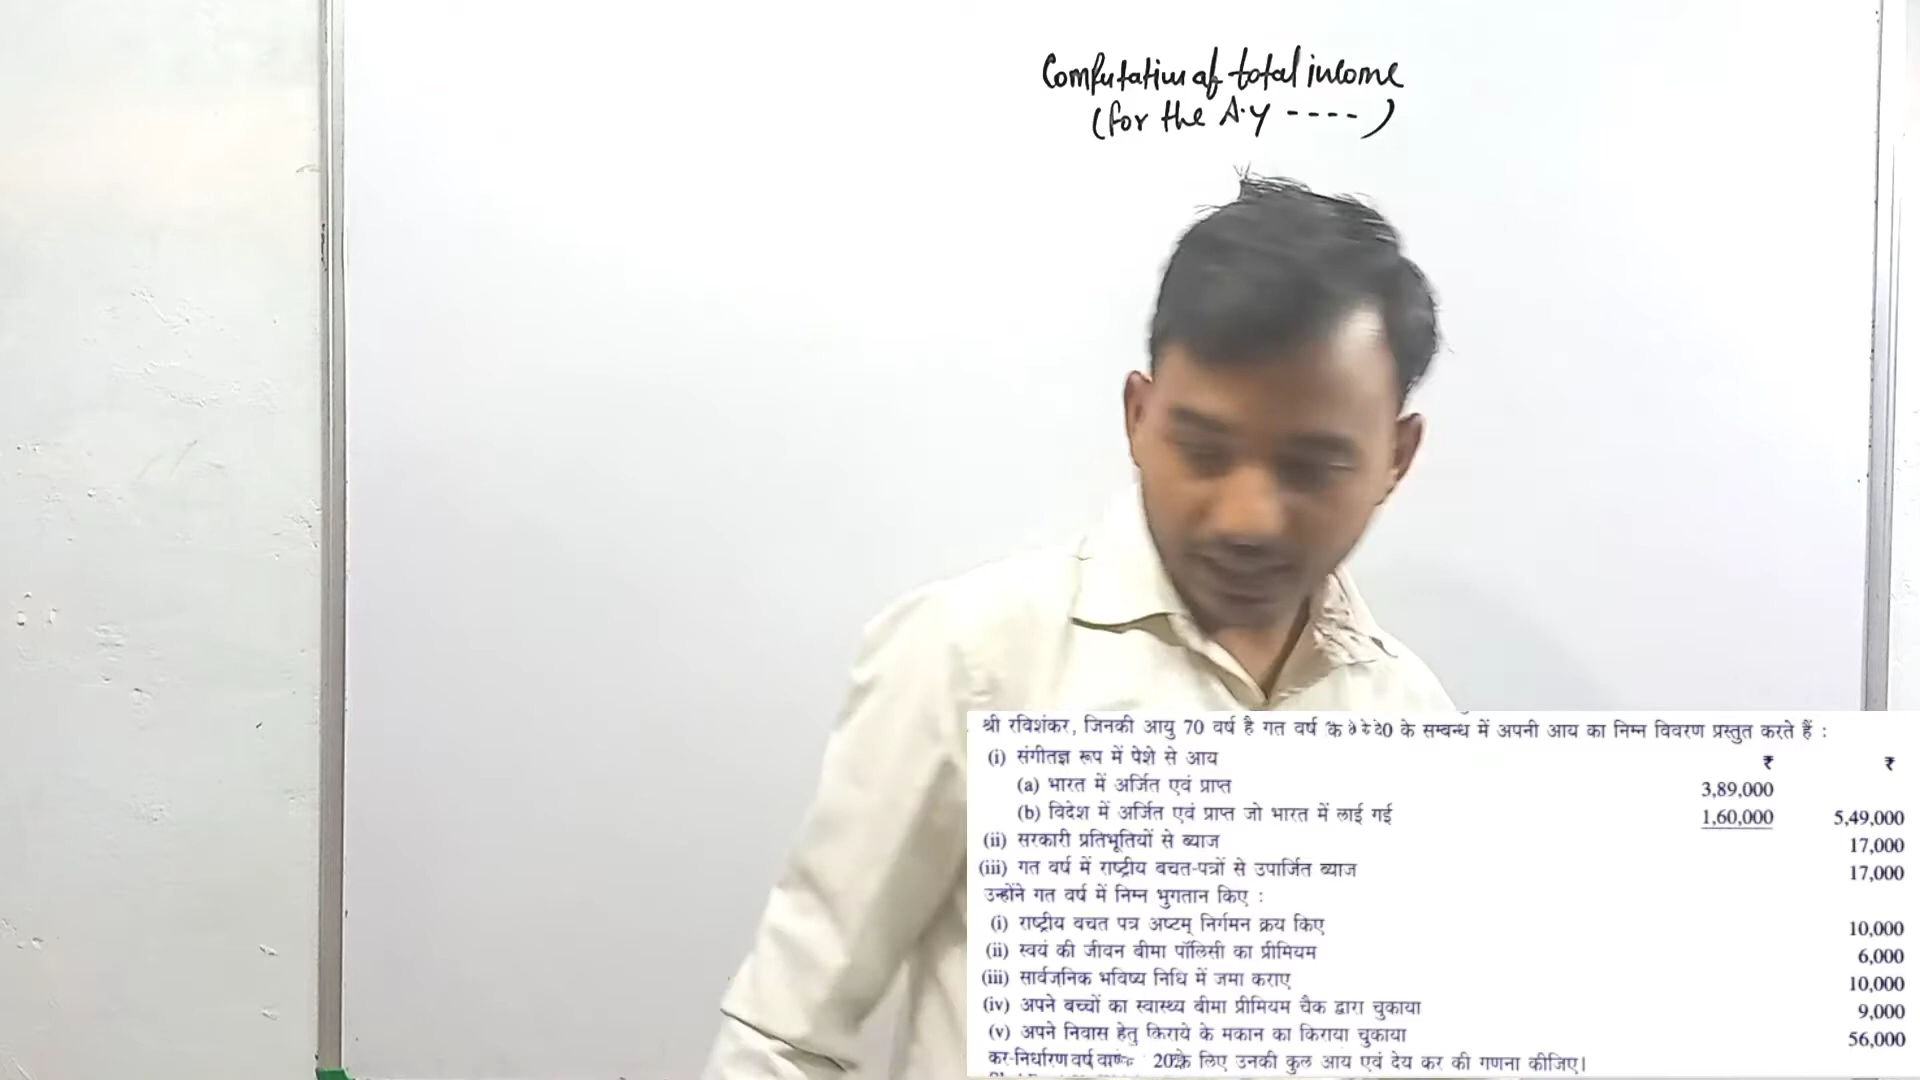 Computation of total income
(for the A.Y ----)
श्री रविशंकर, जिनकी आयु 70 वर्ष है गत वर्ष के सम्बन्ध में अपनी आय का निम्न विवरण प्रस्तुत करते हैं :
(i) संगीतज्ञ रूप में पेशे से आय ₹ ₹
(a) भारत में अर्जित एवं प्राप्त 3,89,000
(b) विदेश में अर्जित एवं प्राप्त जो भारत में लाई गई 1,60,000 5,49,000
(ii) सरकारी प्रतिभूतियों से ब्याज 17,000
(iii) गत वर्ष में राष्ट्रीय बचत-पत्रों से उपार्जित ब्याज 17,000
उन्होंने गत वर्ष में निम्न भुगतान किए :
(i) राष्ट्रीय बचत पत्र अष्टम् निर्गमन क्रय किए 10,000
(ii) स्वयं की जीवन बीमा पॉलिसी का प्रीमियम 6,000
(iii) सार्वजनिक भविष्य निधि में जमा कराए 10,000
(iv) अपने बच्चों का स्वास्थ्य बीमा प्रीमियम चैक द्वारा चुकाया 9,000
(v) अपने निवास हेतु किराये के मकान का किराया चुकाया 56,000
कर-निर्धारण वर्ष के लिए उनकी कुल आय एवं देय कर की गणना कीजिए।